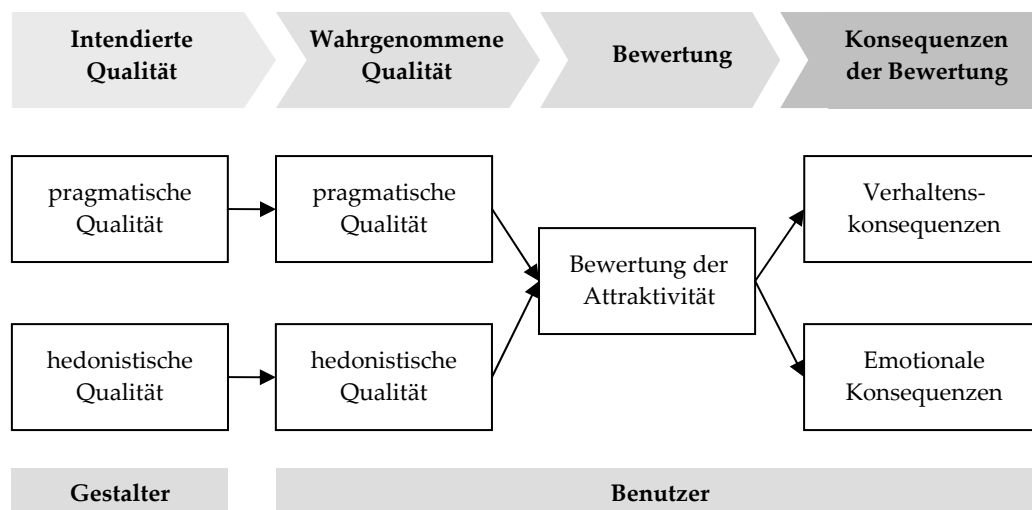 Intendierte
Qualität
Wahrgenommene
Qualität
Bewertung
Konsequenzen
der Bewertung
pragmatische
Qualität
pragmatische
Qualität
Verhaltens-
konsequenzen
Bewertung der
Attraktivität
hedonistische
Qualität
hedonistische
Qualität
Emotionale
Konsequenzen
Gestalter
Benutzer